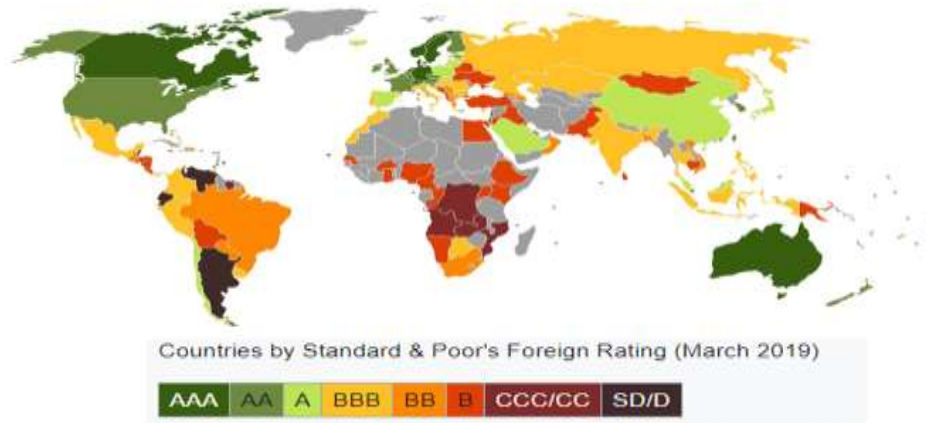 Countries by Standard & Poor's Foreign Rating (March 2019)
AAA AA A BBB BB B CCC/CC SD/D